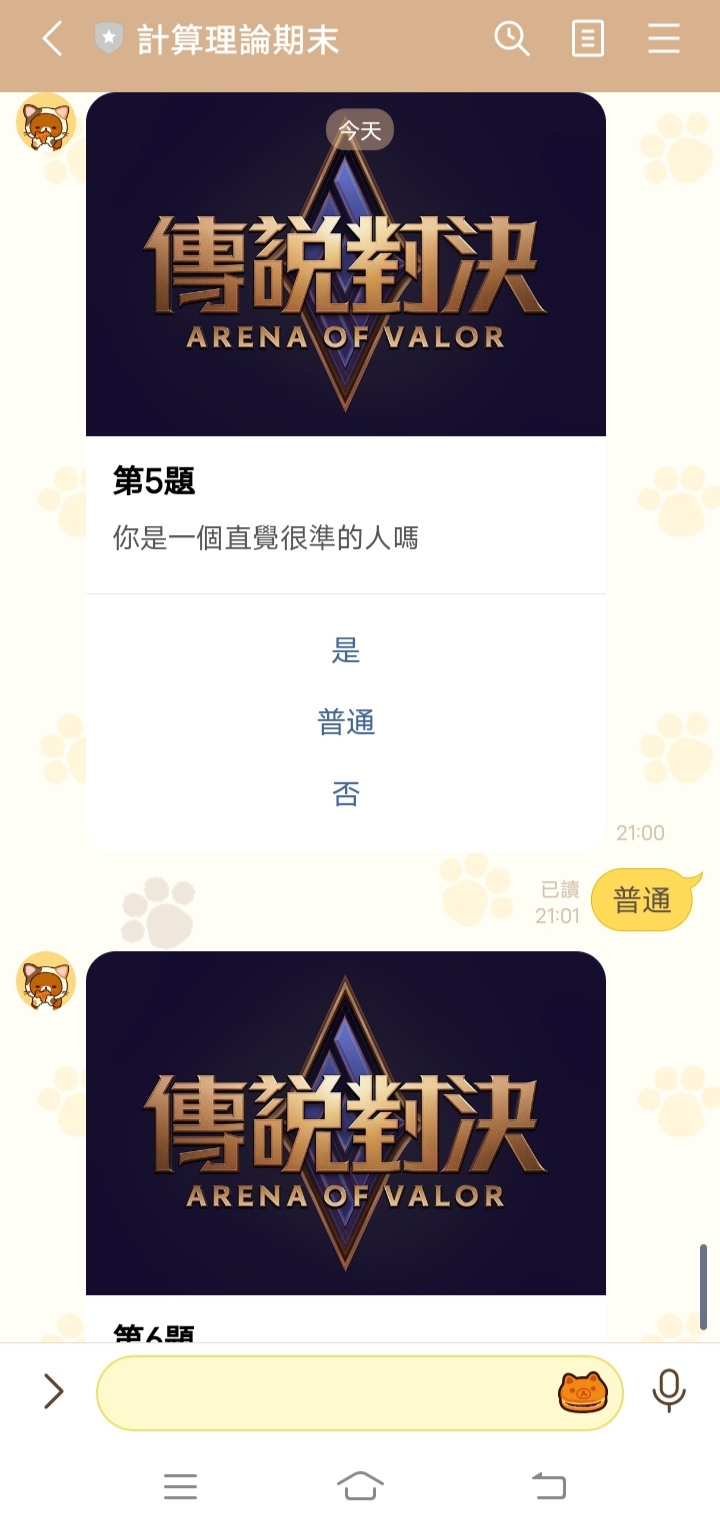 計算理論期末
今天
傳說對決
ARENA OF VALOR
第5題
你是一個直覺很準的人嗎
是
普通
否
21:00
已讀
21:01
普通
傳說對決
ARENA OF VALOR
第6題